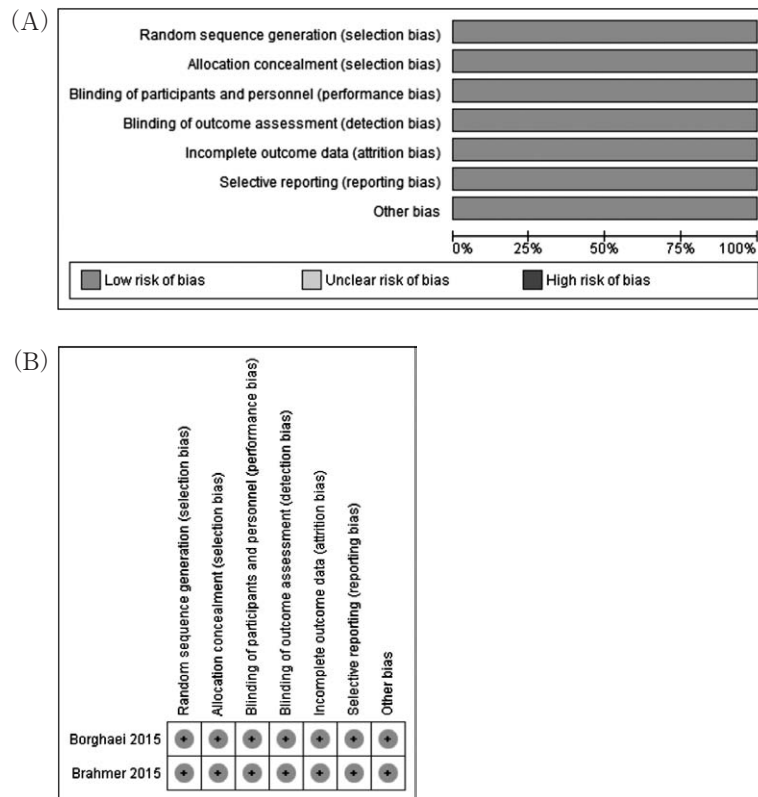 (A)
Random sequence generation (selection bias)
Allocation concealment (selection bias)
Blinding of participants and personnel (performance bias)
Blinding of outcome assessment (detection bias)
Incomplete outcome data (attrition bias)
Selective reporting (reporting bias)
Other bias
0% 25% 50% 75% 100%
Low risk of bias Unclear risk of bias High risk of bias
(B)
Random sequence generation (selection bias)
Allocation concealment (selection bias)
Blinding of participants and personnel (performance bias)
Blinding of outcome assessment (detection bias)
Incomplete outcome data (attrition bias)
Selective reporting (reporting bias)
Other bias
Borghaei 2015 + + + + + + +
Brahmer 2015 + + + + + + +